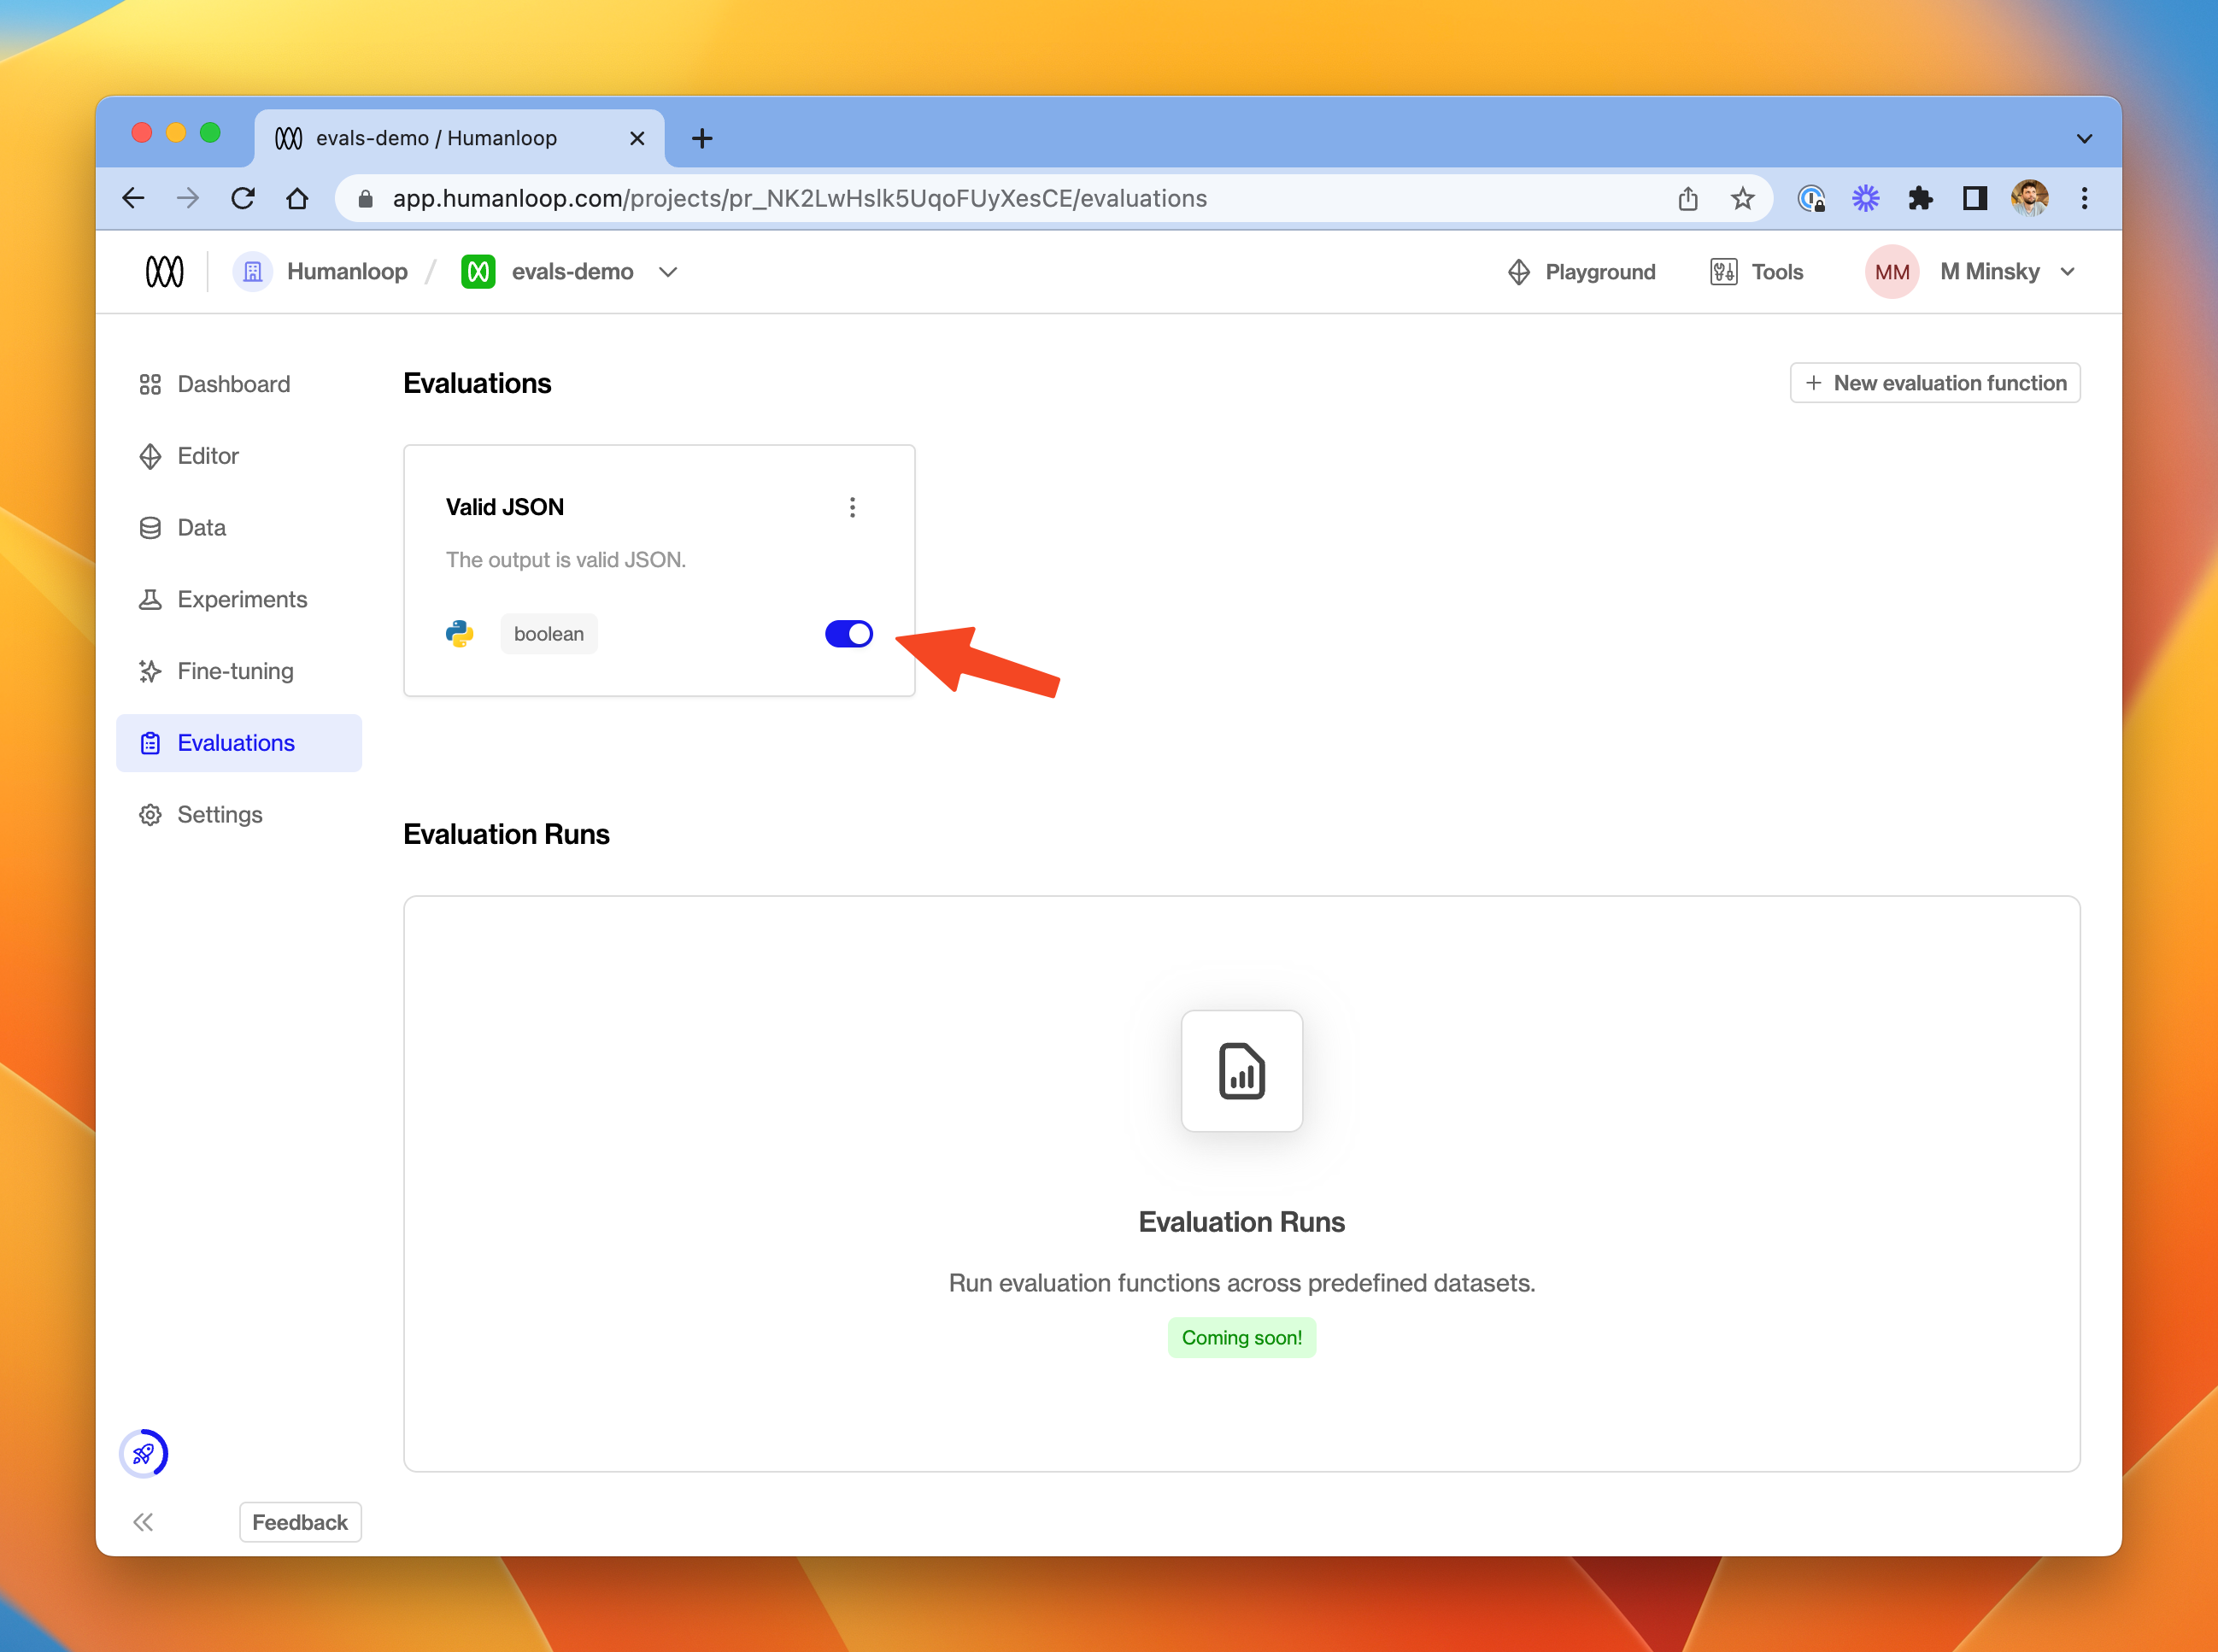 evals-demo / Humanloop
app.humanloop.com/projects/pr_NK2LwHslk5UqoFUyXesCE/evaluations
Humanloop / evals-demo
Playground
Tools
MM
M Minsky
Dashboard
Editor
Data
Experiments
Fine-tuning
Evaluations
Settings
Feedback
Evaluations
+ New evaluation function
Valid JSON
The output is valid JSON.
boolean
Evaluation Runs
Evaluation Runs
Run evaluation functions across predefined datasets.
Coming soon!